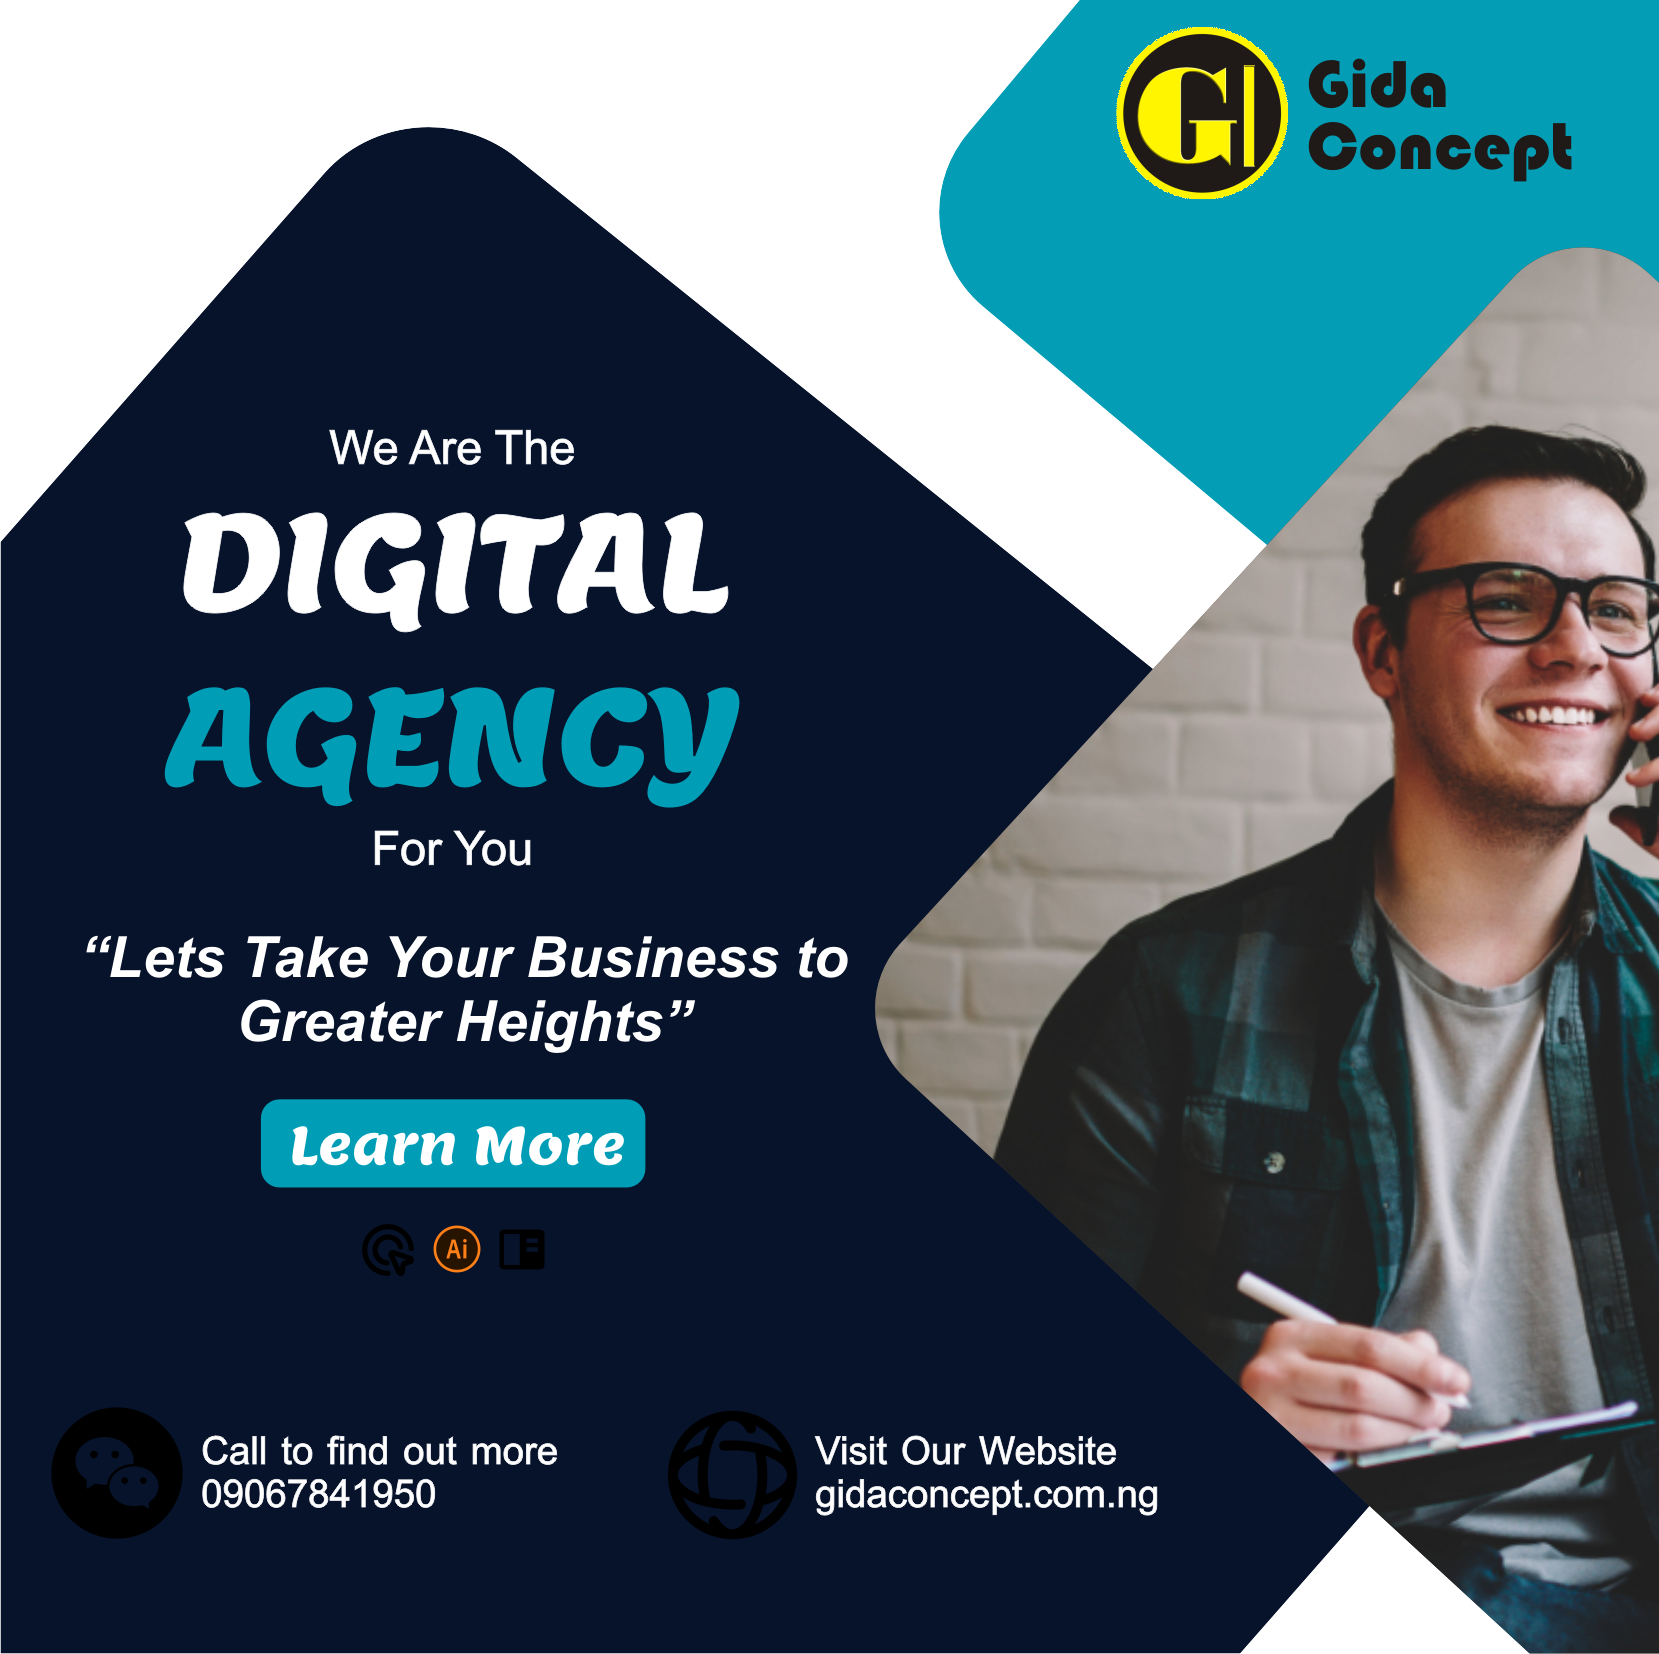 GI
Gida
Concept
We Are The
DIGITAL
AGENCY
For You
“Lets Take Your Business to
Greater Heights”
Learn More
Ai
Call to find out more
09067841950
Visit Our Website
gidaconcept.com.ng